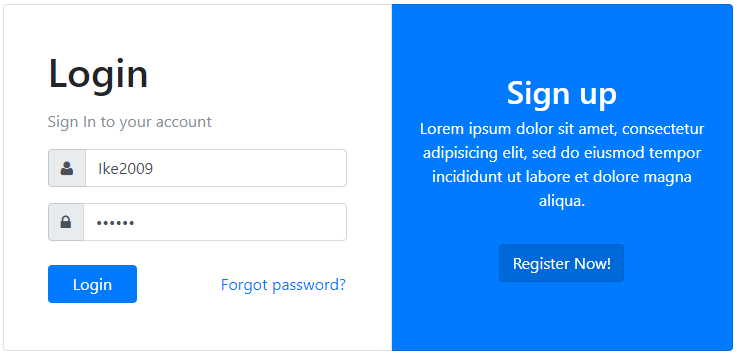 Login
Sign In to your account
Ike2009
••••••
Login
Forgot password?
Sign up
Lorem ipsum dolor sit amet, consectetur
adipisicing elit, sed do eiusmod tempor
incididunt ut labore et dolore magna
aliqua.
Register Now!